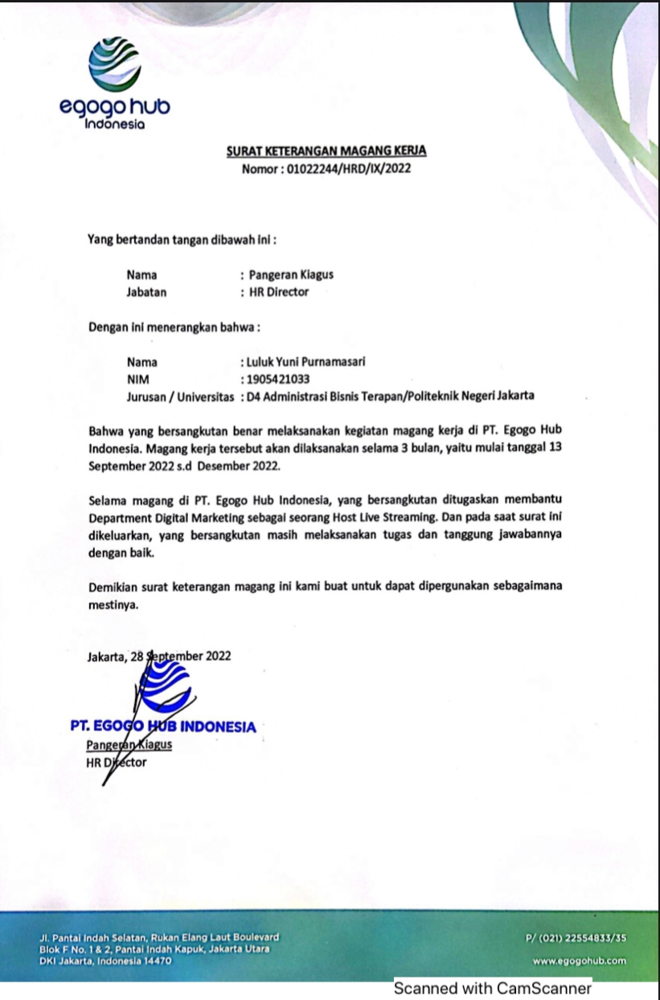 egogo hub
Indonesia
SURAT KETERANGAN MAGANG KERJA
Nomor : 01022244/HRD/IX/2022
Yang bertandan tangan dibawah ini :
Nama : Pangeran Kiagus
Jabatan : HR Director
Dengan ini menerangkan bahwa :
Nama : Luluk Yuni Purnamasari
NIM : 1905421033
Jurusan / Universitas : D4 Administrasi Bisnis Terapan/Politeknik Negeri Jakarta
Bahwa yang bersangkutan benar melaksanakan kegiatan magang kerja di PT. Egogo Hub
Indonesia. Magang kerja tersebut akan dilaksanakan selama 3 bulan, yaitu mulai tanggal 13
September 2022 s.d Desember 2022.
Selama magang di PT. Egogo Hub Indonesia, yang bersangkutan ditugaskan membantu
Department Digital Marketing sebagai seorang Host Live Streaming. Dan pada saat surat ini
dikeluarkan, yang bersangkutan masih melaksanakan tugas dan tanggung jawabannya
dengan baik.
Demikian surat keterangan magang ini kami buat untuk dapat dipergunakan sebagaimana
mestinya.
Jakarta, 28 September 2022
PT. EGOGO HUB INDONESIA
Pangeran Kiagus
HR Director
Jl. Pantai Indah Selatan, Rukan Elang Laut Boulevard
Blok F No. 1 & 2, Pantai Indah Kapuk, Jakarta Utara
DKI Jakarta, Indonesia 14470
P/ (021) 22554833/35
www.egogohub.com
Scanned with CamScanner